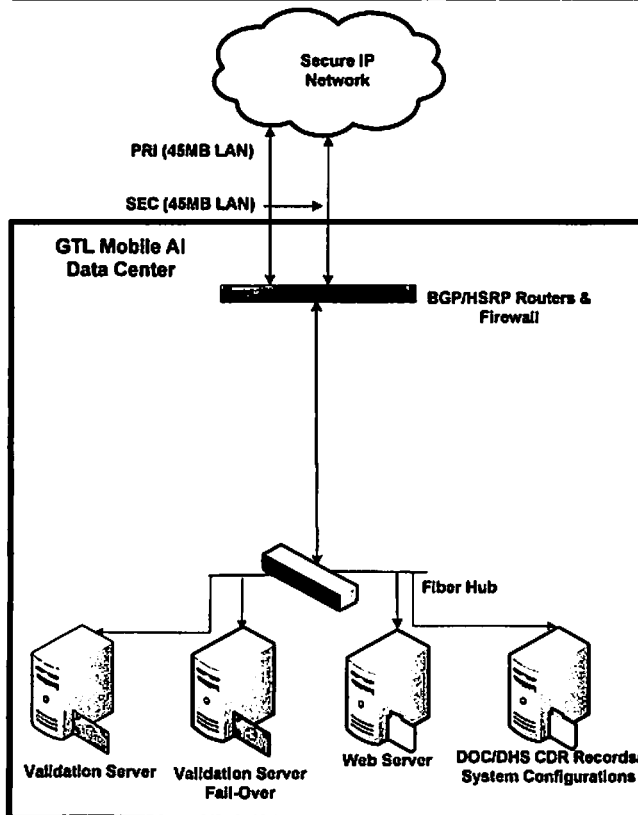 Secure IP
Network
PRI (45MB LAN)
SEC (45MB LAN)
GTL Mobile Al
Data Center
BGP/HSRP Routers &
Firewall
Fiber Hub
Validation Server
Validation Server
Fail-Over
Web Server
DOC/DHS CDR Records/
System Configurations